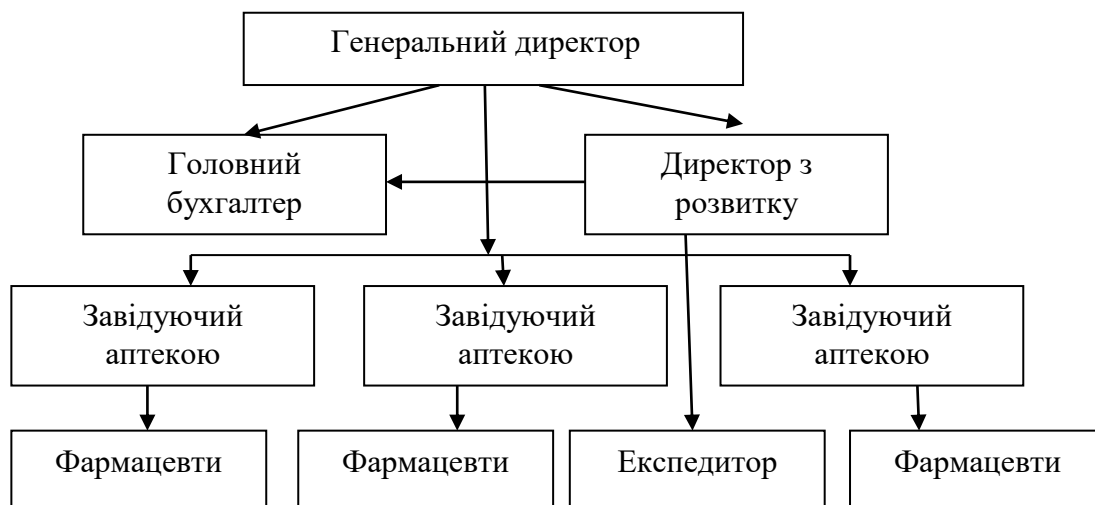 Генеральний директор
Головний
бухгалтер
Директор з
розвитку
Завідуючий
аптекою
Завідуючий
аптекою
Завідуючий
аптекою
Фармацевти
Фармацевти
Експедитор
Фармацевти